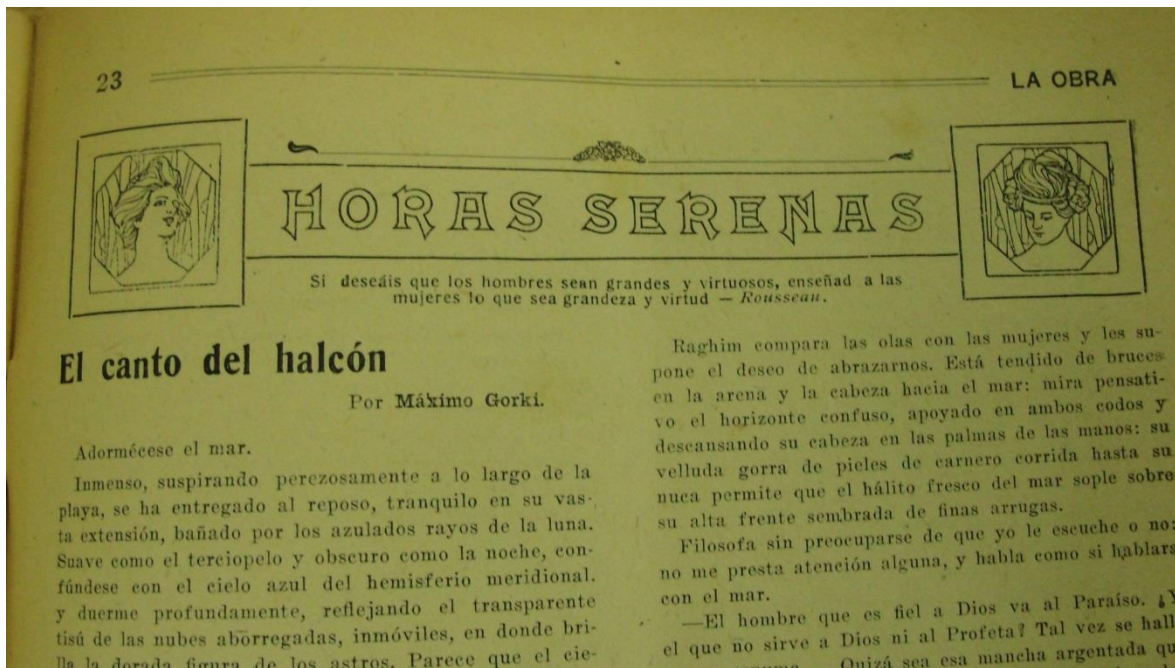 23
LA OBRA
HORAS SERENAS
Si deseáis que los hombres sean grandes y virtuosos, enseñad a las
mujeres lo que sea grandeza y virtud — Rousseau.
El canto del halcón
Por Máximo Gorki.
Adormécese el mar.
Inmenso, suspirando perezosamente a lo largo de la
playa, se ha entregado al reposo, tranquilo en su vas-
ta extensión, bañado por los azulados rayos de la luna.
Suave como el terciopelo y obscuro como la noche, con-
fúndese con el cielo azul del hemisferio meridional.
y duerme profundamente, reflejando el transparente
tisú de las nubes aborregadas, inmóviles, en donde bri-
lla la dorada figura de los astros. Parece que el cie-
Raghim compara las olas con las mujeres y les su-
pone el deseo de abrazarnos. Está tendido de bruces
en la arena y la cabeza hacia el mar: mira pensati-
vo el horizonte confuso, apoyado en ambos codos y
descansando su cabeza en las palmas de las manos: su
velluda gorra de pieles de carnero corrida hasta su
nuca permite que el hálito fresco del mar sople sobre
su alta frente sembrada de finas arrugas.
Filosofa sin preocuparse de que yo le escuche o no:
no me presta atención alguna, y habla como si hablara
con el mar.
—El hombre que es fiel a Dios va al Paraíso. ¿Y
el que no sirve a Dios ni al Profeta? Tal vez se hall
Quizá sea esa mancha argentada q